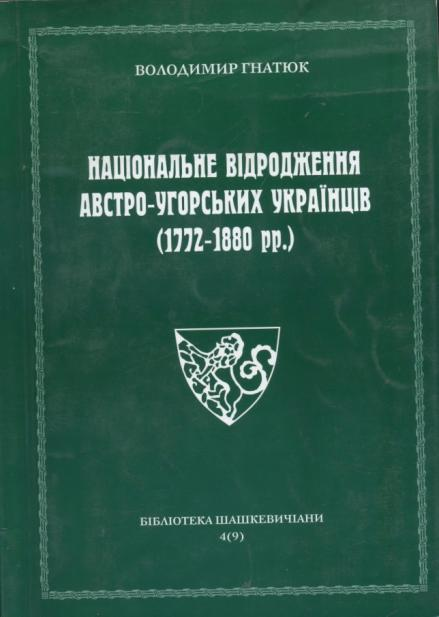 ВОЛОДИМИР ГНАТЮК
НАЦІОНАЛЬНЕ ВІДРОДЖЕННЯ
АВСТРО-УГОРСЬКИХ УКРАЇНЦІВ
(1772-1880 рр.)
БІБЛІОТЕКА ШАШКЕВИЧІАНИ
4(9)